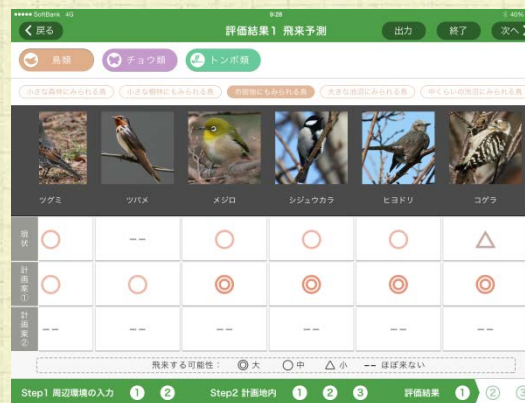 SoftBank 4G 9:28 40%
戻る 評価結果1 飛来予測 出力 終了 次へ
鳥類 チョウ類 トンボ類
小さな森林にみられる鳥 小さな樹林にもみられる鳥 市街地にもみられる鳥 大きな池沼にみられる鳥 中くらいの池沼にみられる鳥
ツグミ ツバメ メジロ シジュウカラ ヒヨドリ コゲラ
現状 ○ -- ○ ○ ○ △
計画案① ○ ○ ◎ ◎ ◎ ◎
計画案② -- -- -- -- -- --
飛来する可能性： ◎ 大 ○ 中 △ 小 -- ほぼ来ない
Step1 周辺環境の入力 1 2 Step2 計画地内 1 2 3 評価結果 1 2 3